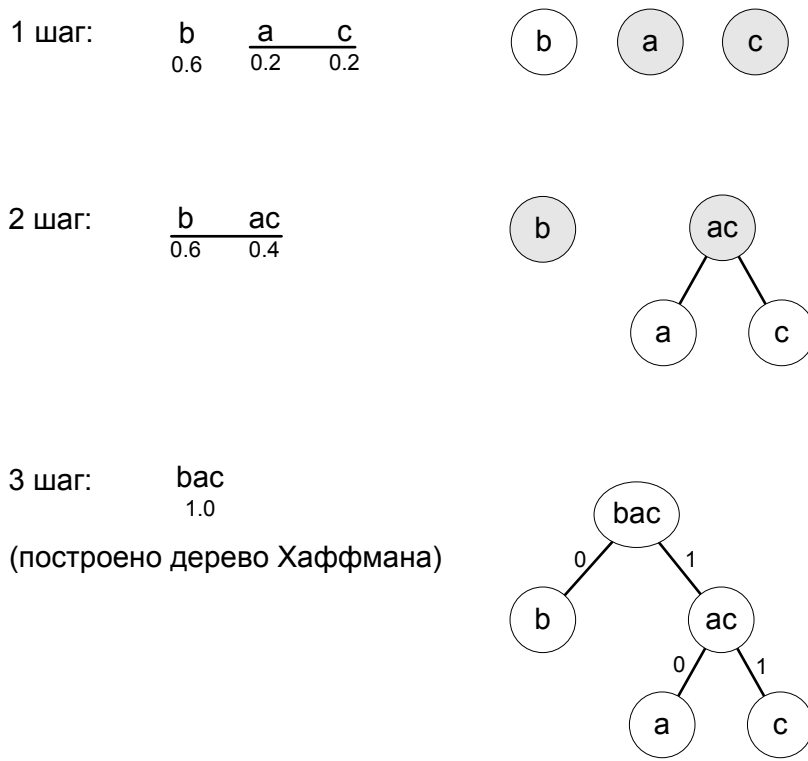 1 шаг: b a c b a c
0.6 0.2 0.2
2 шаг: b ac b ac
0.6 0.4
a c
3 шаг: bac
1.0
bac
(построено дерево Хаффмана) 0 1
b ac
0 1
a c